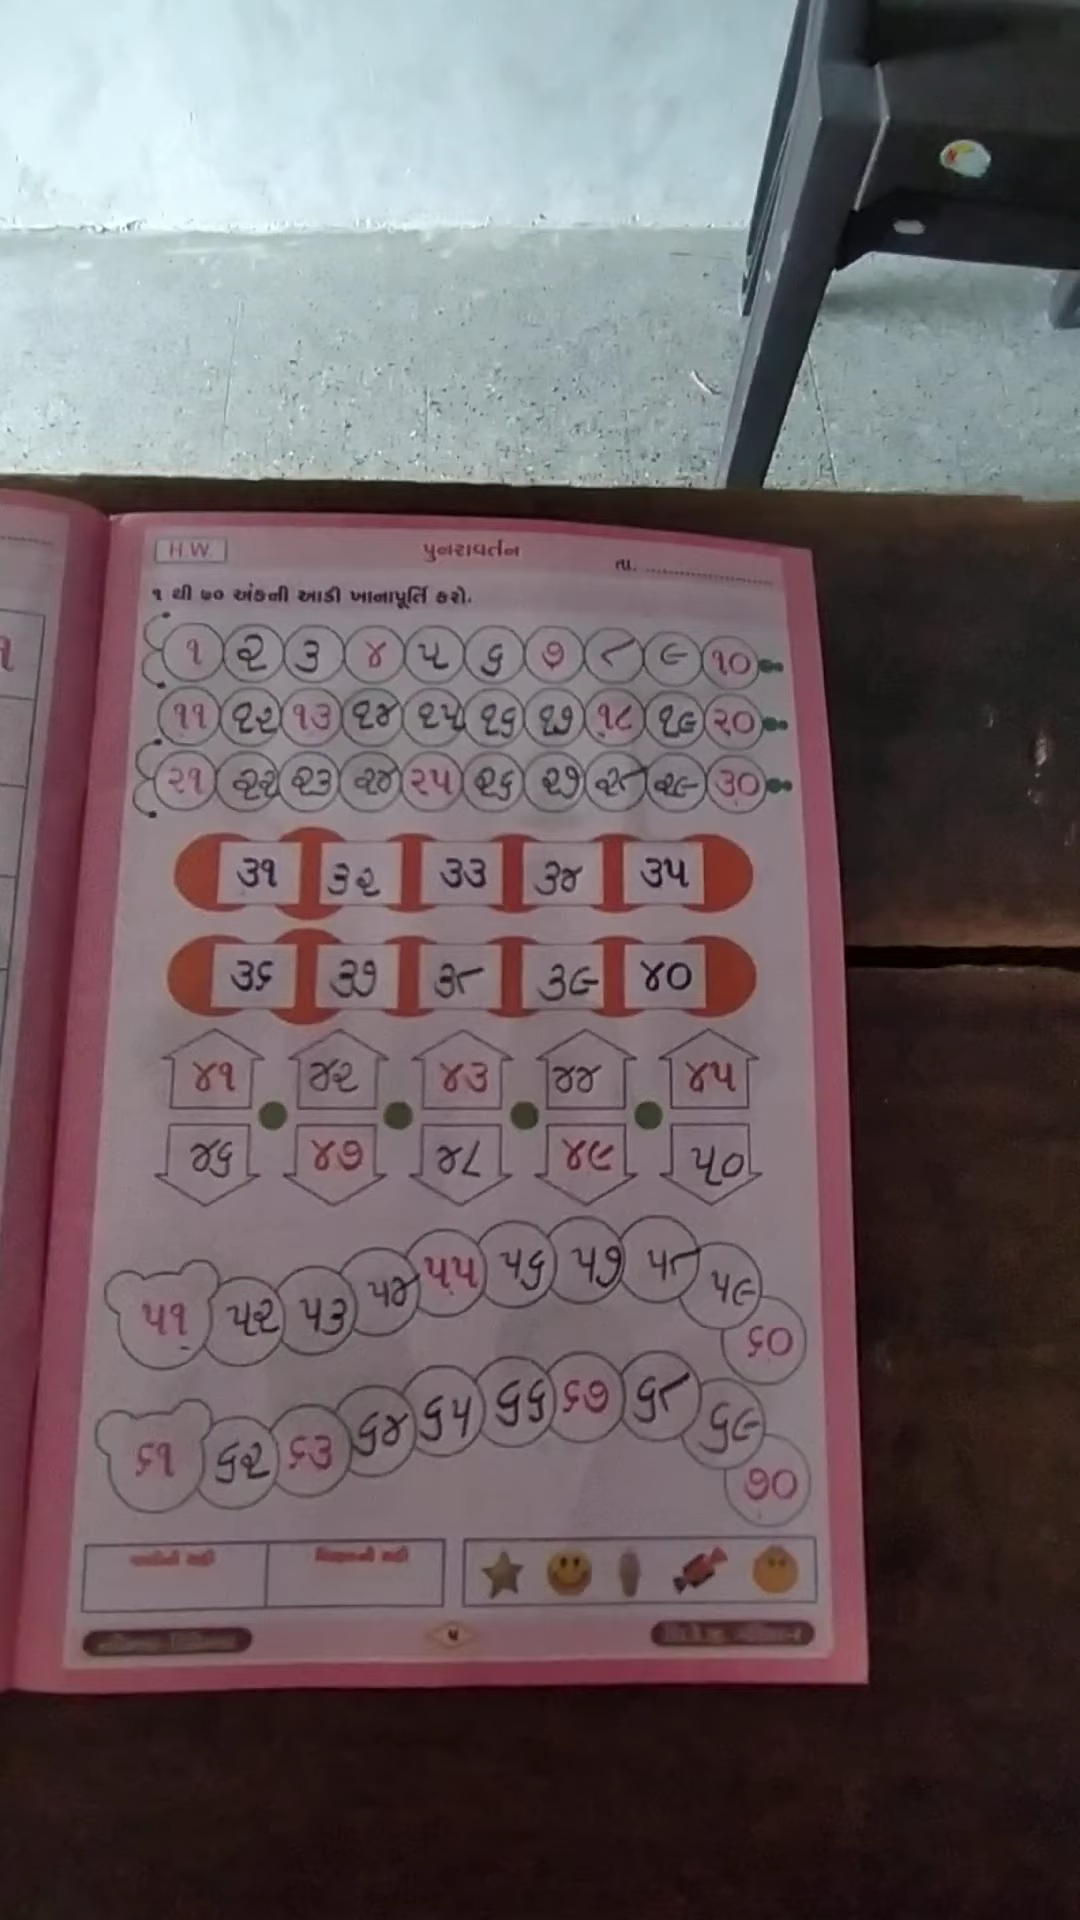 H.W.
પુનરાવર્તન
તા. ....................
૧ થી ૭૦ અંકની આડી ખાનાપૂર્તિ કરો.
૧ ૨ ૩ ૪ ૫ ૬ ૭ ૮ ૯ ૧૦
૧૧ ૧૨ ૧૩ ૧૪ ૧૫ ૧૬ ૧૭ ૧૮ ૧૯ ૨૦
૨૧ ૨૨ ૨૩ ૨૪ ૨૫ ૨૬ ૨૭ ૨૮ ૨૯ ૩૦
૩૧ ૩૨ ૩૩ ૩૪ ૩૫
૩૬ ૩૭ ૩૮ ૩૯ ૪૦
૪૧ ૪૨ ૪૩ ૪૪ ૪૫
૪૬ ૪૭ ૪૮ ૪૯ ૫૦
૫૧ ૫૨ ૫૩ ૫૪ ૫૫ ૫૬ ૫૭ ૫૮ ૫૯ ૬૦
૬૧ ૬૨ ૬૩ ૬૪ ૬૫ ૬૬ ૬૭ ૬૮ ૬૯ ૭૦
૫